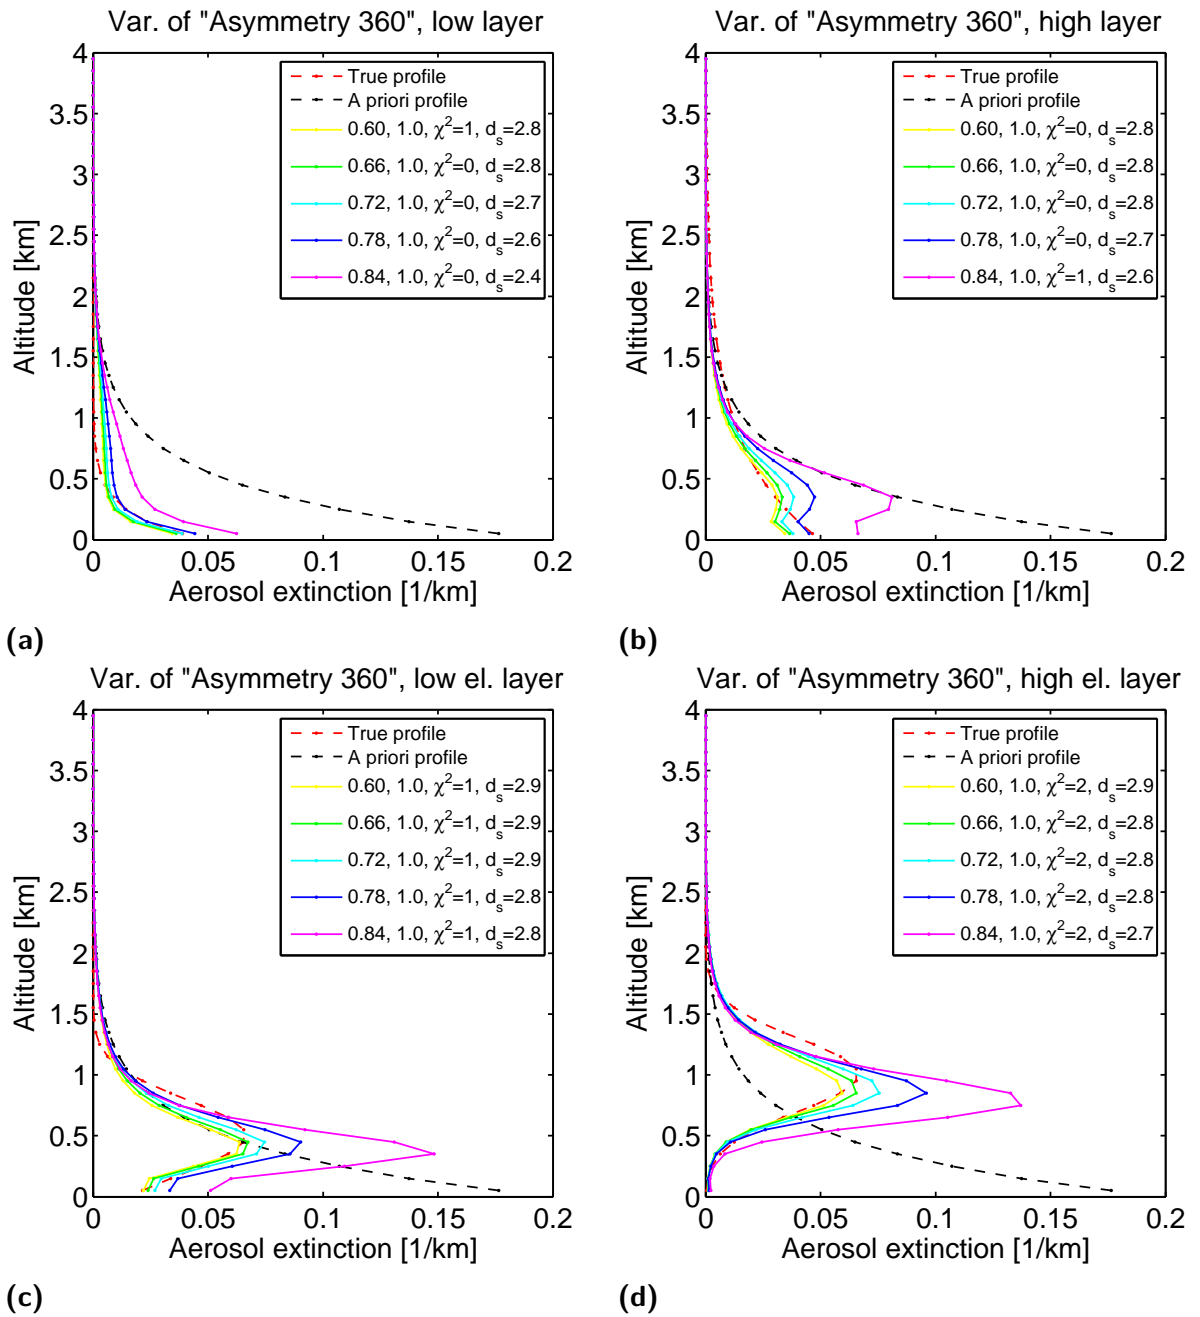 Var. of "Asymmetry 360", low layer
4
3.5
3
2.5
2
1.5
1
0.5
0
Altitude [km]
True profile
A priori profile
0.60, 1.0, χ²=1, dₛ=2.8
0.66, 1.0, χ²=0, dₛ=2.8
0.72, 1.0, χ²=0, dₛ=2.7
0.78, 1.0, χ²=0, dₛ=2.6
0.84, 1.0, χ²=0, dₛ=2.4
0 0.05 0.1 0.15 0.2
Aerosol extinction [1/km]
(a)
Var. of "Asymmetry 360", high layer
4
3.5
3
2.5
2
1.5
1
0.5
0
Altitude [km]
True profile
A priori profile
0.60, 1.0, χ²=0, dₛ=2.8
0.66, 1.0, χ²=0, dₛ=2.8
0.72, 1.0, χ²=0, dₛ=2.8
0.78, 1.0, χ²=0, dₛ=2.7
0.84, 1.0, χ²=1, dₛ=2.6
0 0.05 0.1 0.15 0.2
Aerosol extinction [1/km]
(b)
Var. of "Asymmetry 360", low el. layer
4
3.5
3
2.5
2
1.5
1
0.5
0
Altitude [km]
True profile
A priori profile
0.60, 1.0, χ²=1, dₛ=2.9
0.66, 1.0, χ²=1, dₛ=2.9
0.72, 1.0, χ²=1, dₛ=2.9
0.78, 1.0, χ²=1, dₛ=2.8
0.84, 1.0, χ²=1, dₛ=2.8
0 0.05 0.1 0.15 0.2
Aerosol extinction [1/km]
(c)
Var. of "Asymmetry 360", high el. layer
4
3.5
3
2.5
2
1.5
1
0.5
0
Altitude [km]
True profile
A priori profile
0.60, 1.0, χ²=2, dₛ=2.9
0.66, 1.0, χ²=2, dₛ=2.8
0.72, 1.0, χ²=2, dₛ=2.8
0.78, 1.0, χ²=2, dₛ=2.8
0.84, 1.0, χ²=2, dₛ=2.7
0 0.05 0.1 0.15 0.2
Aerosol extinction [1/km]
(d)